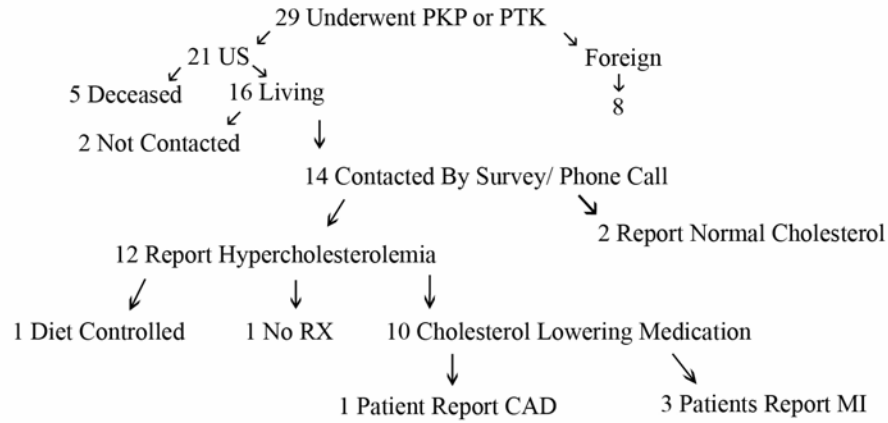 29 Underwent PKP or PTK
21 US
Foreign
5 Deceased
16 Living
8
2 Not Contacted
14 Contacted By Survey/ Phone Call
2 Report Normal Cholesterol
12 Report Hypercholesterolemia
1 Diet Controlled
1 No RX
10 Cholesterol Lowering Medication
1 Patient Report CAD
3 Patients Report MI